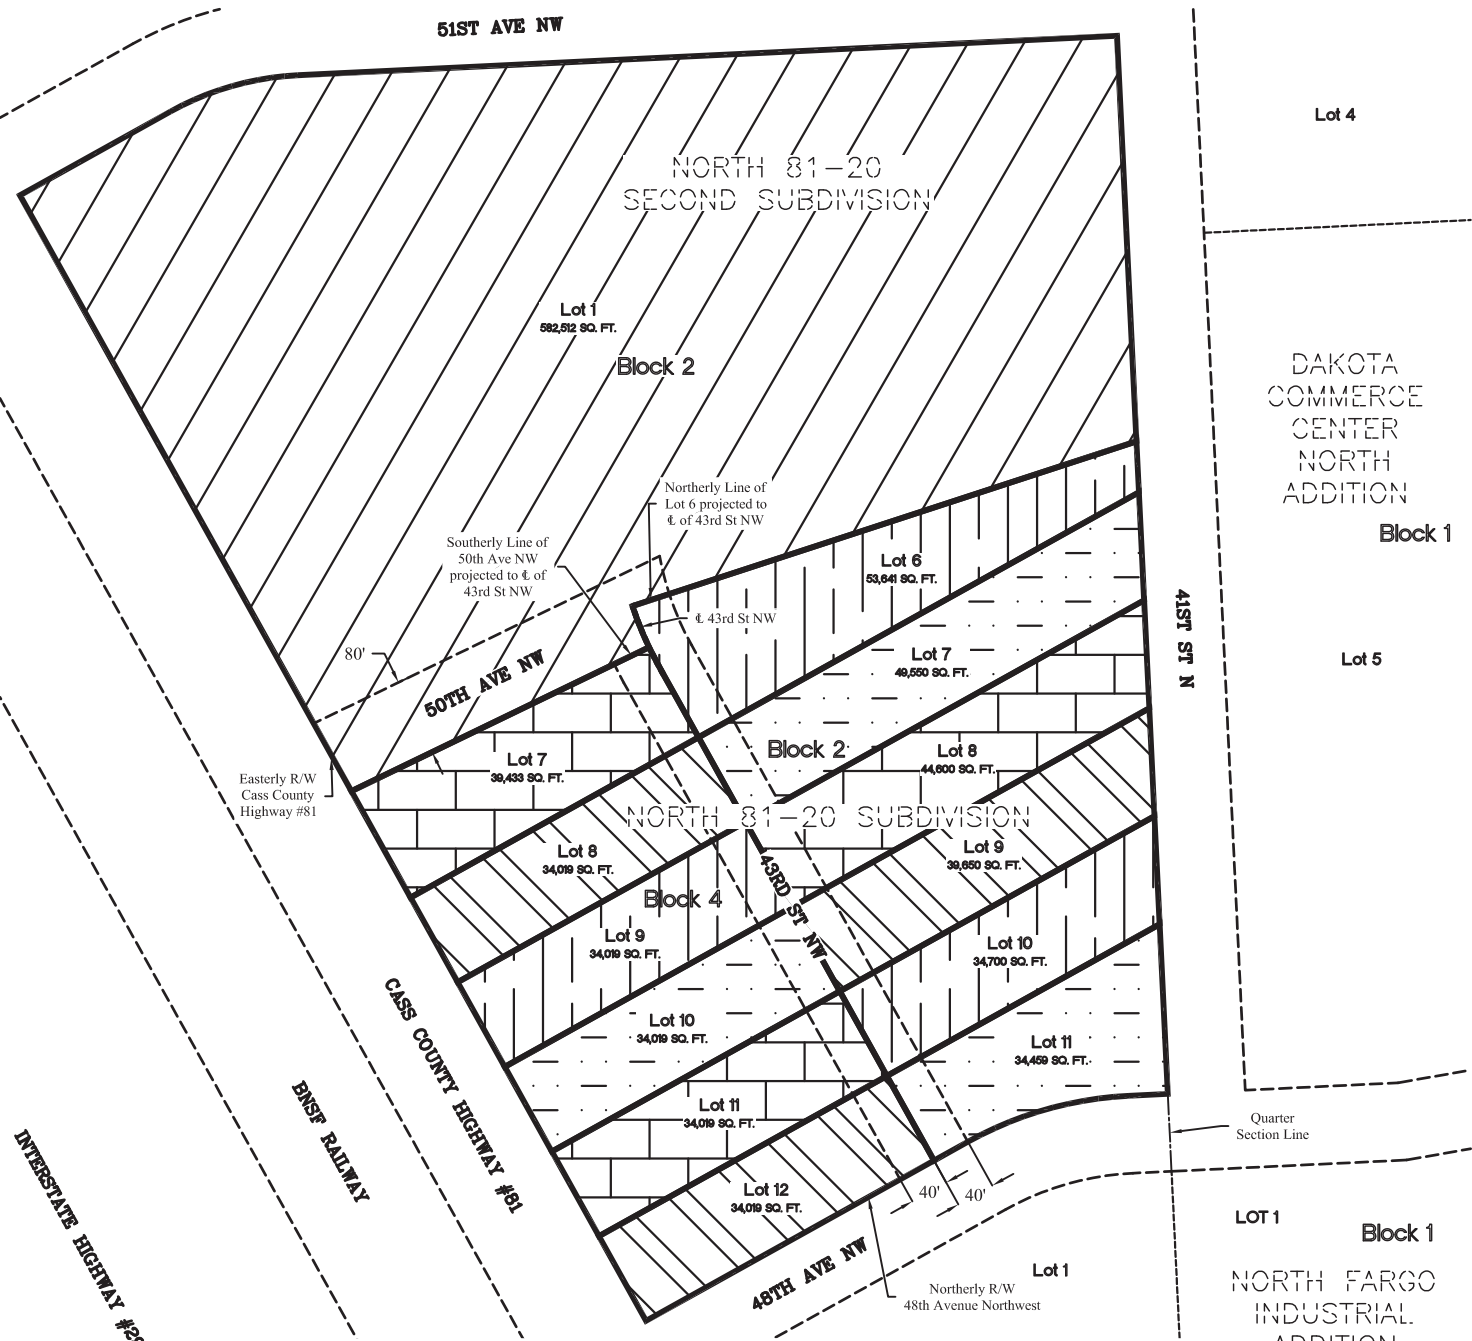 51ST AVE NW
Lot 4
NORTH 81-20
SECOND SUBDIVISION
Lot 1
582,512 SQ. FT.
Block 2
DAKOTA
COMMERCE
CENTER
NORTH
ADDITION
Block 1
Northerly Line of
Lot 6 projected to
℄ of 43rd St NW
Southerly Line of
50th Ave NW
projected to ℄ of
43rd St NW
Lot 6
53,641 SQ. FT.
℄ 43rd St NW
41ST ST N
80'
50TH AVE NW
Lot 7
49,550 SQ. FT.
Lot 5
Block 2
Lot 7
39,433 SQ. FT.
Lot 8
44,600 SQ. FT.
Easterly R/W
Cass County
Highway #81
NORTH 81-20 SUBDIVISION
Lot 8
34,019 SQ. FT.
Lot 9
39,650 SQ. FT.
43RD ST NW
Block 4
Lot 9
34,019 SQ. FT.
Lot 10
34,700 SQ. FT.
Lot 10
34,019 SQ. FT.
Lot 11
34,459 SQ. FT.
CASS COUNTY HIGHWAY #81
BNSF RAILWAY
INTERSTATE HIGHWAY #29
Lot 11
34,019 SQ. FT.
Quarter
Section Line
Lot 12
34,019 SQ. FT.
40'
40'
48TH AVE NW
Northerly R/W
48th Avenue Northwest
Lot 1
LOT 1
Block 1
NORTH FARGO
INDUSTRIAL
ADDITION